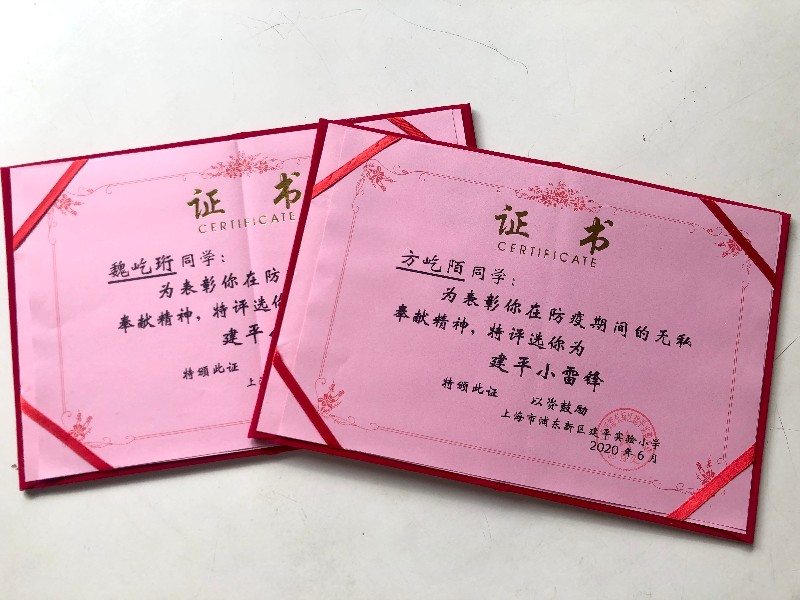 证书
CERTIFICATE
魏屹珩同学：
为表彰你在防
奉献精神，特评选你
建平
特颁此证
上
证书
CERTIFICATE
方屹陌同学：
为表彰你在防疫期间的无私
奉献精神，特评选你为
建平小雷锋
特颁此证 以资鼓励
上海市浦东新区建平实验小学
2020 年 6 月